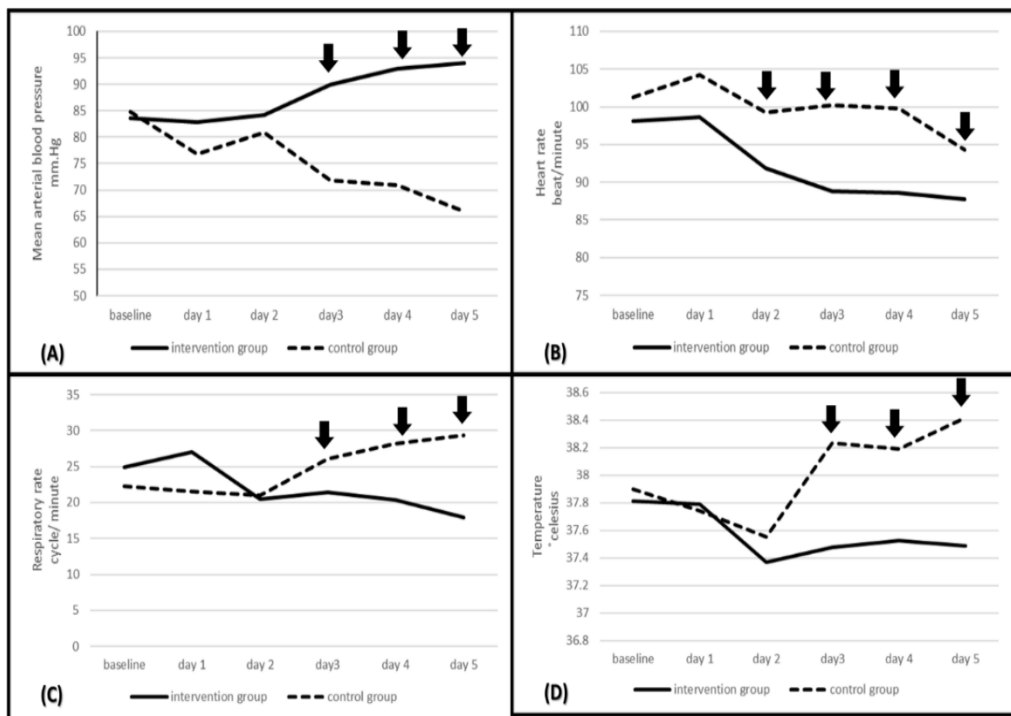 Mean arterial blood pressure
mm.Hg
100
95
90
85
80
75
70
65
60
55
50
baseline day 1 day 2 day3 day 4 day 5
intervention group control group
(A)
Heart rate
beat/minute
110
105
100
95
90
85
80
75
baseline day 1 day 2 day3 day 4 day 5
intervention group control group
(B)
Respiratory rate
cycle/ minute
35
30
25
20
15
10
5
0
baseline day 1 day 2 day3 day 4 day 5
intervention group control group
(C)
Temperature
°celesius
38.6
38.4
38.2
38
37.8
37.6
37.4
37.2
37
36.8
baseline day 1 day 2 day3 day 4 day 5
intervention group control group
(D)